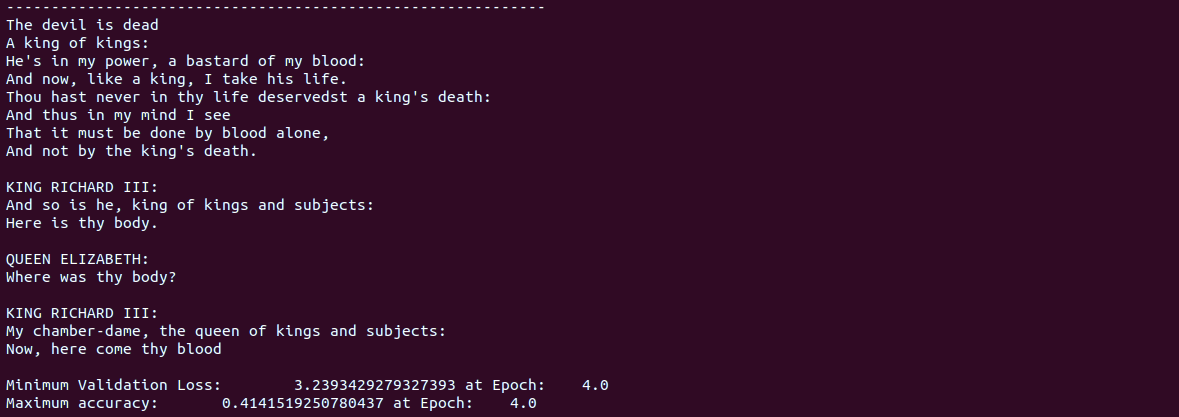 ------------------------------------------------------------
The devil is dead
A king of kings:
He's in my power, a bastard of my blood:
And now, like a king, I take his life.
Thou hast never in thy life deservedst a king's death:
And thus in my mind I see
That it must be done by blood alone,
And not by the king's death.

KING RICHARD III:
And so is he, king of kings and subjects:
Here is thy body.

QUEEN ELIZABETH:
Where was thy body?

KING RICHARD III:
My chamber-dame, the queen of kings and subjects:
Now, here come thy blood

Minimum Validation Loss:        3.2393429279327393 at Epoch:    4.0
Maximum accuracy:       0.4141519250780437 at Epoch:    4.0